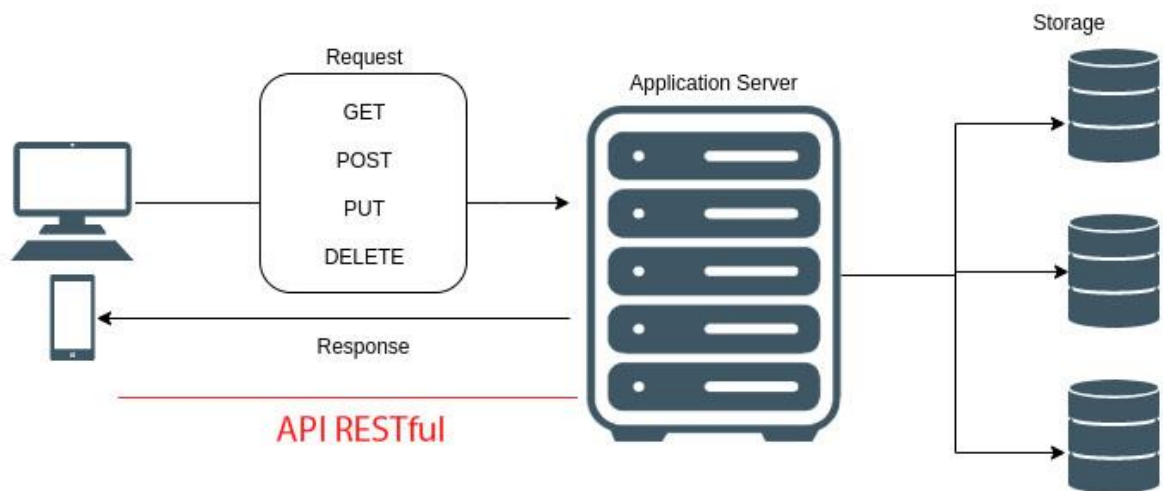 Storage
Request
Application Server
GET
POST
PUT
DELETE
Response
API RESTful